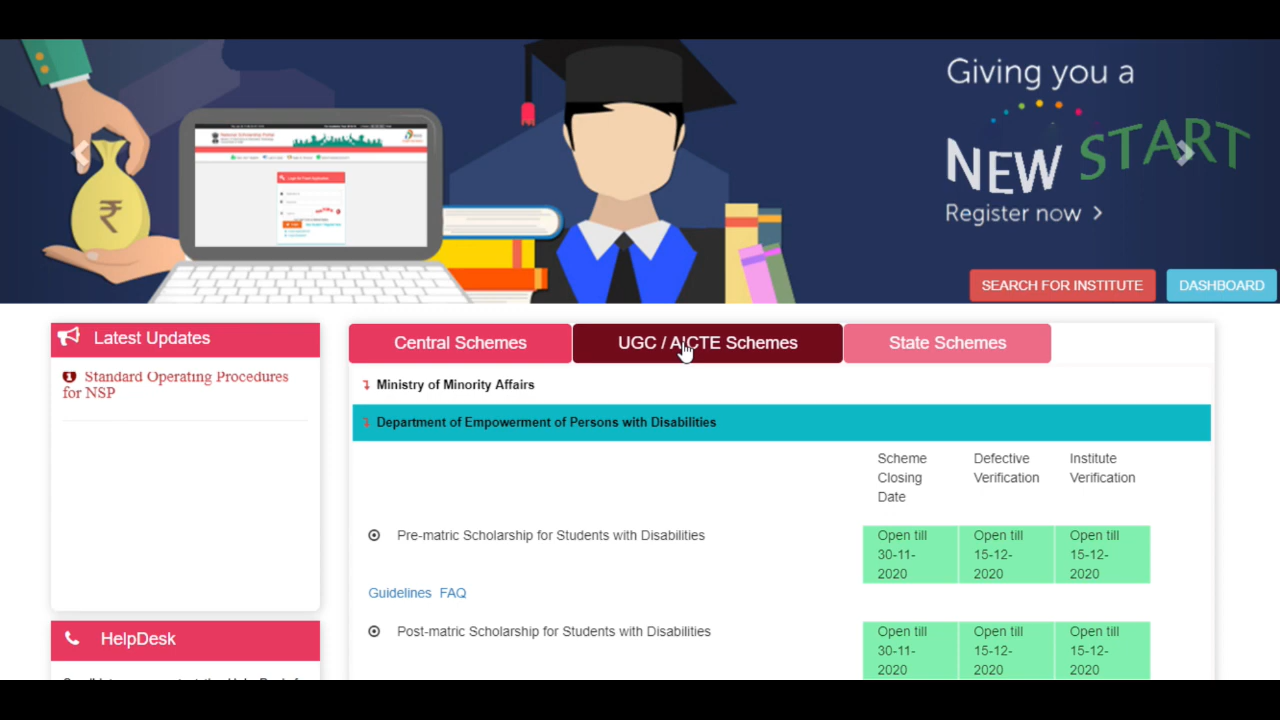 Giving you a
NEW START
Register now >
National Scholarship Portal
SEARCH FOR INSTITUTE
DASHBOARD
Latest Updates
Standard Operating Procedures
for NSP
HelpDesk
Central Schemes
UGC / AICTE Schemes
State Schemes
Ministry of Minority Affairs
Department of Empowerment of Persons with Disabilities
Scheme Closing Date
Defective Verification
Institute Verification
Pre-matric Scholarship for Students with Disabilities
Open till 30-11-2020
Open till 15-12-2020
Open till 15-12-2020
Guidelines FAQ
Post-matric Scholarship for Students with Disabilities
Open till 30-11-2020
Open till 15-12-2020
Open till 15-12-2020